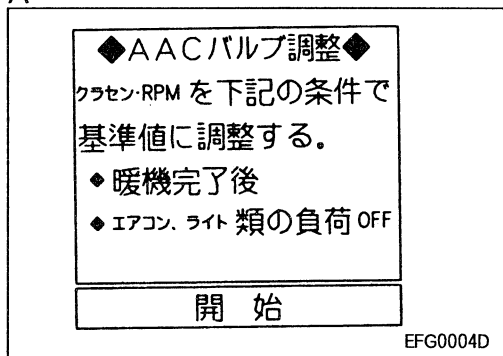 ◆AACバルブ調整◆
クラセン・RPM を下記の条件で
基準値に調整する。
◆暖機完了後
◆エアコン、ライト 類の負荷 OFF
開 始
EFG0004D